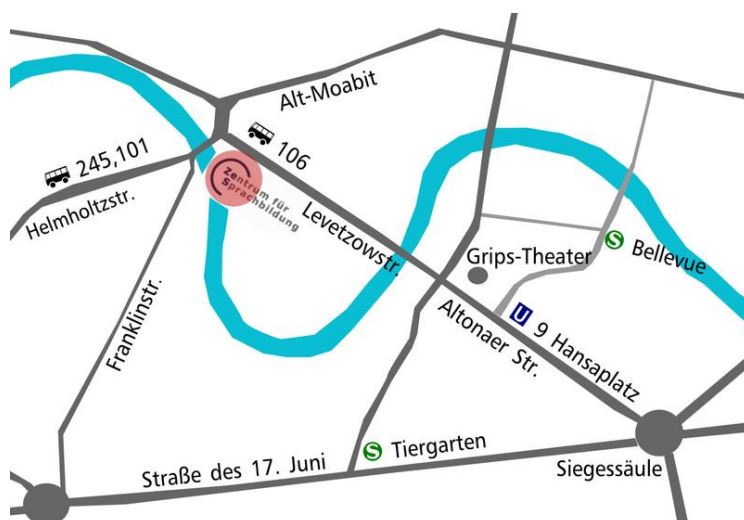 Alt-Moabit
245,101
106
Helmholtzstr.
Zentrum für
Sprachbildung
Levetzowstr.
Franklinstr.
Grips-Theater
S Bellevue
Altonaer Str.
U 9 Hansaplatz
S Tiergarten
Straße des 17. Juni
Siegessäule